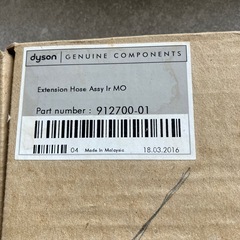 dyson
GENUINE COMPONENTS
Extension Hose Assy Ir MO
Part number : 912700-01
04 Made In Malaysia 18.03.2016